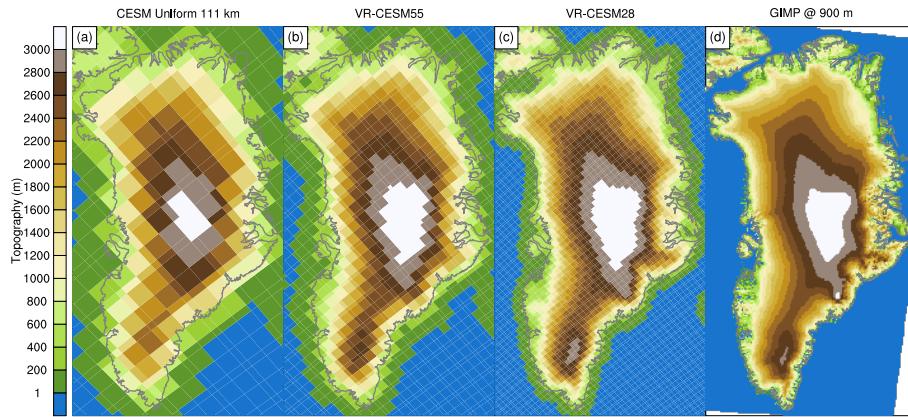 CESM Uniform 111 km
VR-CESM55
VR-CESM28
GIMP @ 900 m
(a)
(b)
(c)
(d)
Topography (m)
3000
2800
2600
2400
2200
2000
1800
1600
1400
1200
1000
800
600
400
200
1